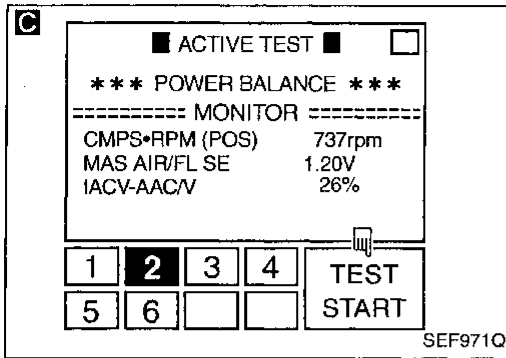 C
ACTIVE TEST
*** POWER BALANCE ***
========== MONITOR ==========
CMPS•RPM (POS) 737rpm
MAS AIR/FL SE 1.20V
IACV-AAC/V 26%
1 2 3 4
5 6
TEST
START
SEF971Q